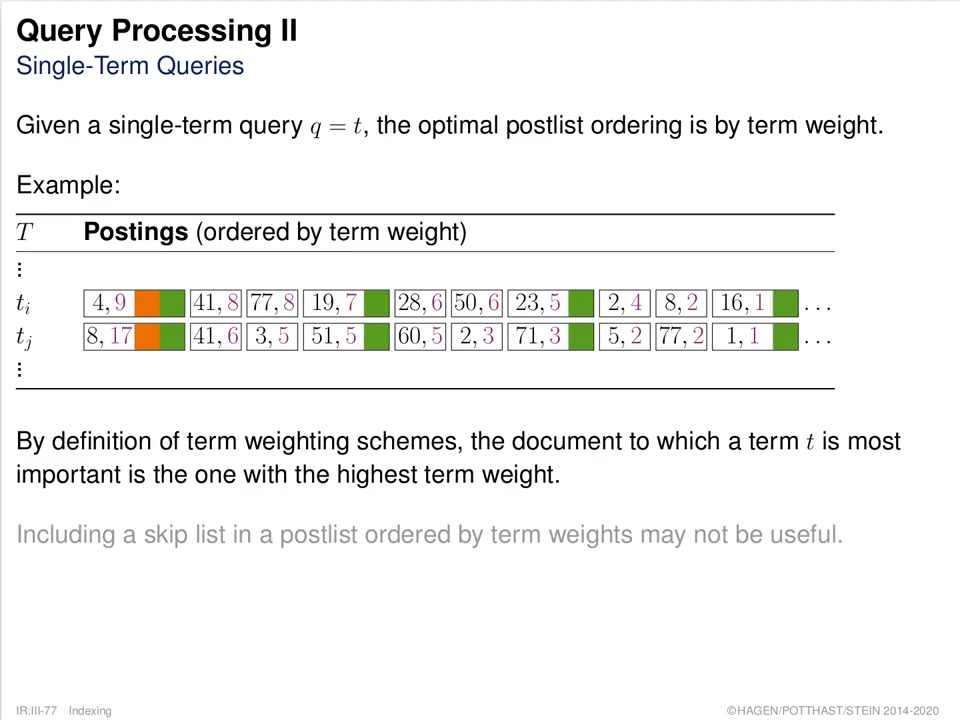 Query Processing II
Single-Term Queries
Given a single-term query q = t, the optimal postlist ordering is by term weight.
Example:
T Postings (ordered by term weight)
⋮
tᵢ 4, 9 41, 8 77, 8 19, 7 28, 6 50, 6 23, 5 2, 4 8, 2 16, 1 ...
tⱼ 8, 17 41, 6 3, 5 51, 5 60, 5 2, 3 71, 3 5, 2 77, 2 1, 1 ...
⋮
By definition of term weighting schemes, the document to which a term t is most
important is the one with the highest term weight.
Including a skip list in a postlist ordered by term weights may not be useful.
IR:III-77 Indexing ©HAGEN/POTTHAST/STEIN 2014-2020